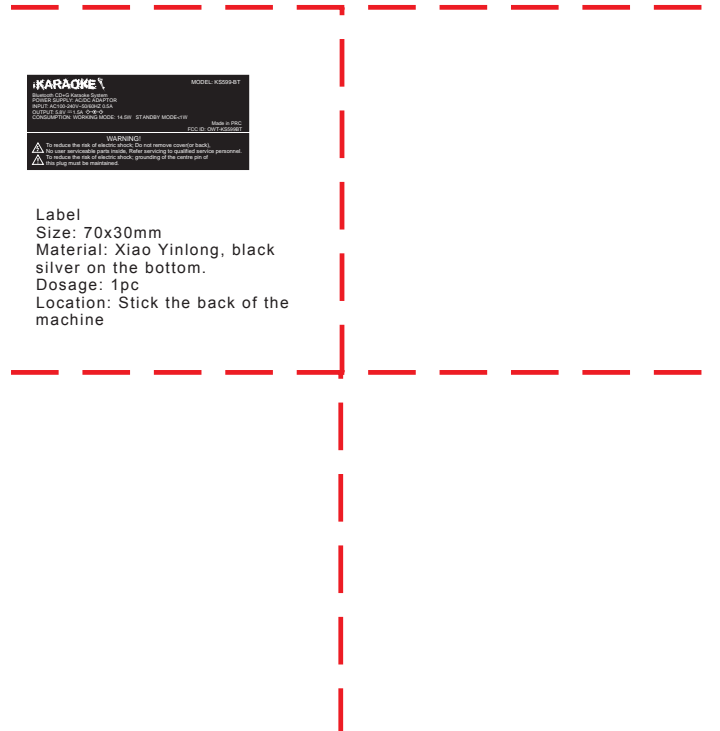 iKARAOKE
MODEL: KS599-BT
Bluetooth CD+G Karaoke System
POWER SUPPLY: AC/DC ADAPTOR
INPUT: AC100-240V~50/60HZ 0.5A
OUTPUT: 5.8V ⎓ 1.5A
CONSUMPTION: WORKING MODE: 14.5W STANDBY MODE<1W
Made in PRC
FCC ID: OWT-KS599BT
WARNING!
To reduce the risk of electric shock; Do not remove cover(or back),
No user serviceable parts inside, Refer servicing to qualified service personnel.
To reduce the risk of electric shock; grounding of the centre pin of
this plug must be maintained.
Label
Size: 70x30mm
Material: Xiao Yinlong, black
silver on the bottom.
Dosage: 1pc
Location: Stick the back of the
machine